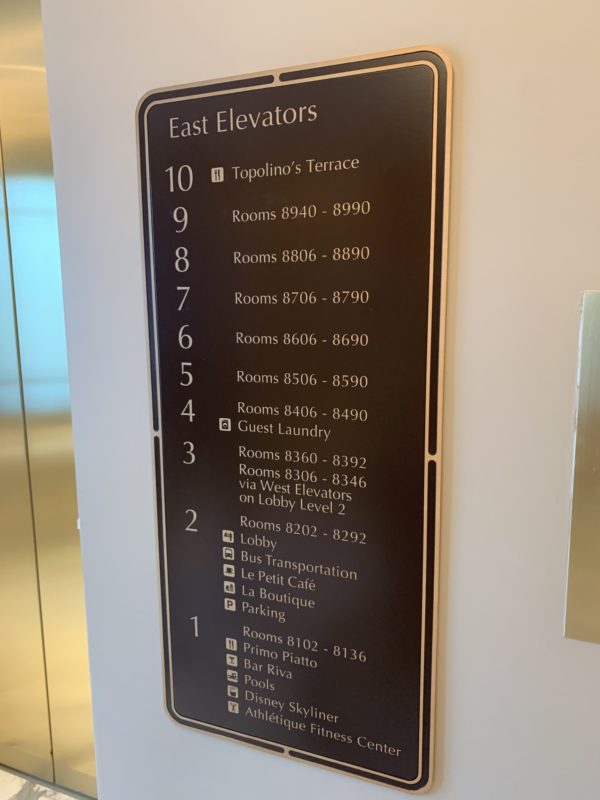 East Elevators
10 Topolino's Terrace
9 Rooms 8940 - 8990
8 Rooms 8806 - 8890
7 Rooms 8706 - 8790
6 Rooms 8606 - 8690
5 Rooms 8506 - 8590
4 Rooms 8406 - 8490
Guest Laundry
3 Rooms 8360 - 8392
Rooms 8306 - 8346
via West Elevators
on Lobby Level 2
2 Rooms 8202 - 8292
Lobby
Bus Transportation
Le Petit Café
La Boutique
P Parking
1 Rooms 8102 - 8136
Primo Piatto
Bar Riva
Pools
Disney Skyliner
Athlétique Fitness Center